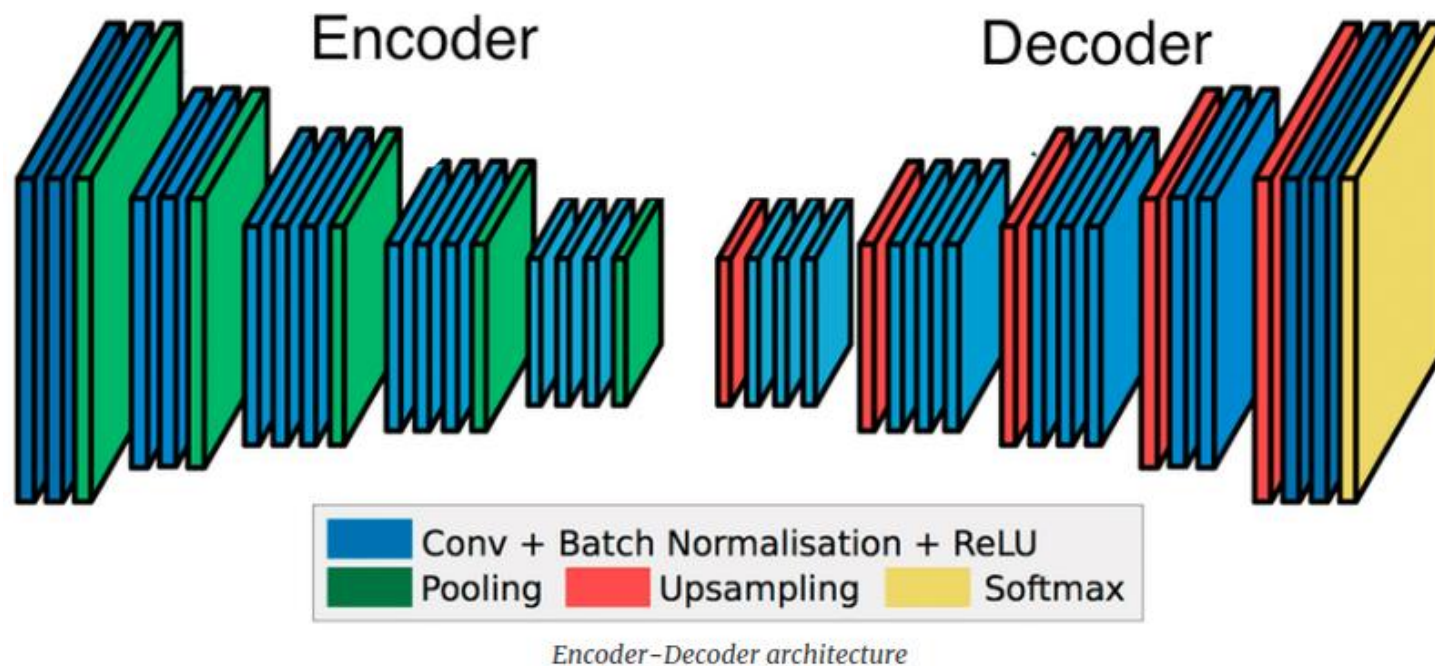 Encoder
Decoder
Conv + Batch Normalisation + ReLU
Pooling Upsampling Softmax
Encoder–Decoder architecture